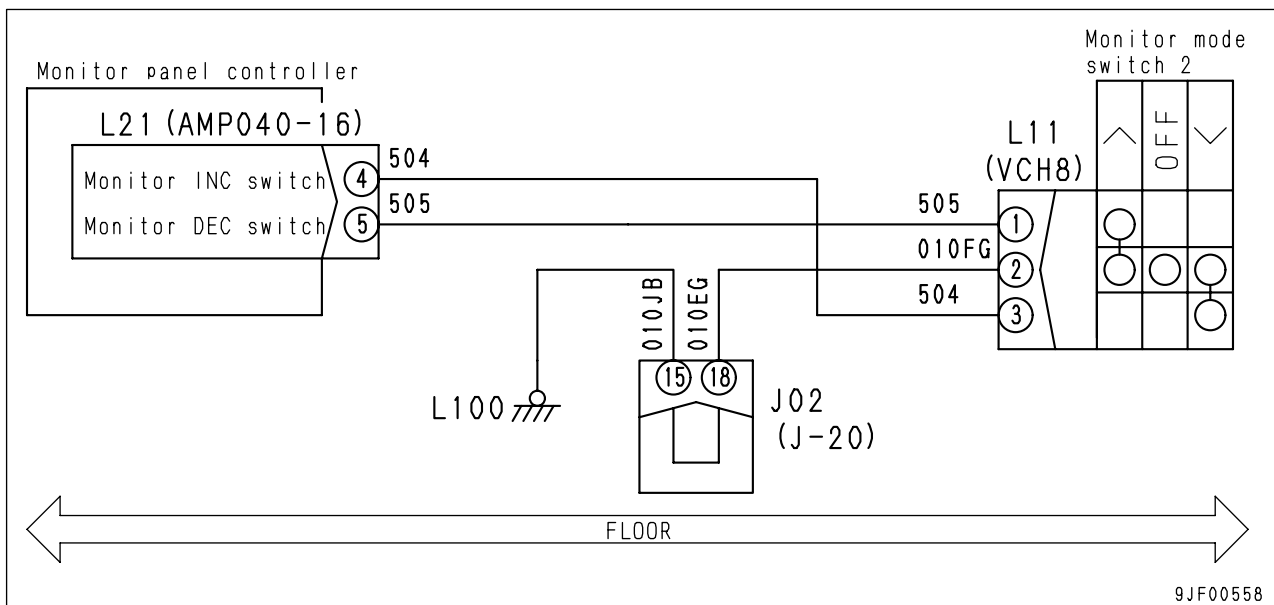 Monitor mode
switch 2
Monitor panel controller
L21 (AMP040-16)
Monitor INC switch
4
504
Monitor DEC switch
5
505
L11
(VCH8)
OFF
505
1
010FG
2
504
3
010JB
010EG
15
18
L100
J02
(J-20)
FLOOR
9JF00558